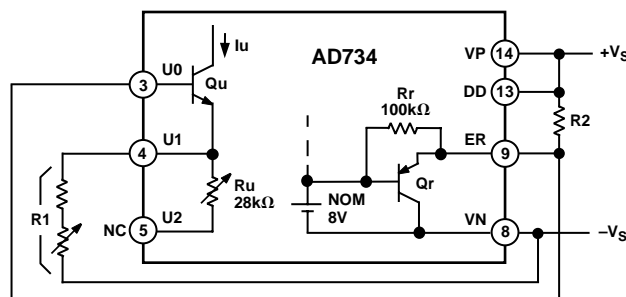 Iu
AD734
VP 14 +VS
3 U0
Qu
DD 13
Rr
100kΩ
R2
ER
9
4 U1
Ru
28kΩ
NOM
8V
Qr
R1
NC 5 U2
VN
8 –VS